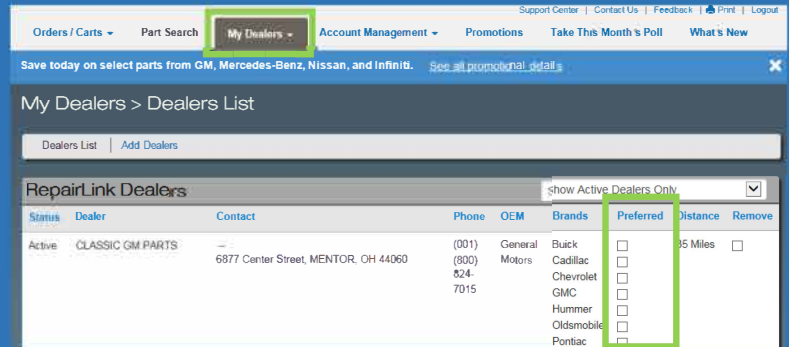 Support Center | Contact Us | Feedback | Print | Logout
Orders / Carts Part Search My Dealers Account Management Promotions Take This Month's Poll What's New
Save today on select parts from GM, Mercedes-Benz, Nissan, and Infiniti. See all promotional details
My Dealers > Dealers List
Dealers List | Add Dealers
RepairLink Dealers Show Active Dealers Only
Status Dealer Contact Phone OEM Brands Preferred Distance Remove
Active CLASSIC GM PARTS -- (001) General Buick 35 Miles
6877 Center Street, MENTOR, OH 44060 (800) Motors Cadillac
824- Chevrolet
7015 GMC
Hummer
Oldsmobile
Pontiac